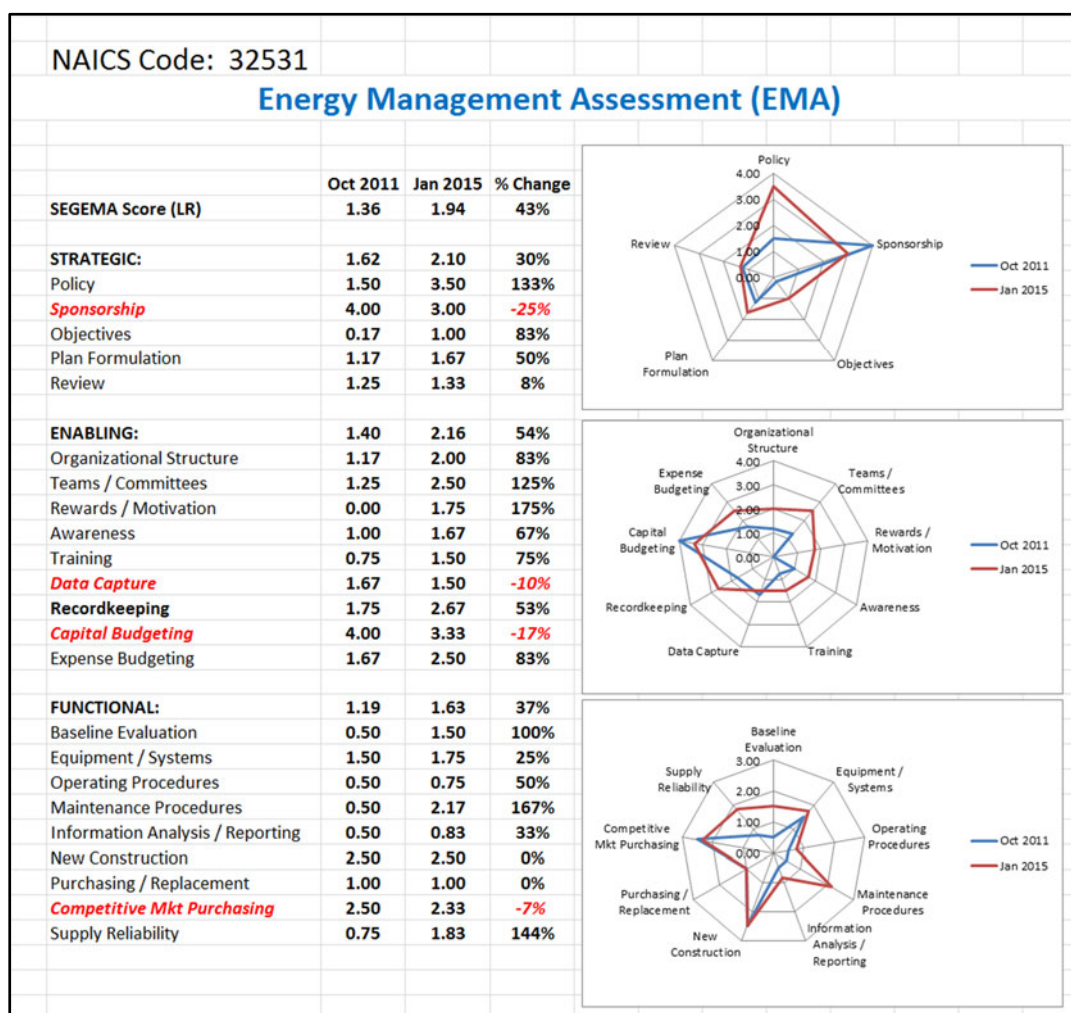 NAICS Code: 32531
Energy Management Assessment (EMA)
Oct 2011 Jan 2015 % Change
SEGEMA Score (LR) 1.36 1.94 43%
STRATEGIC: 1.62 2.10 30%
Policy 1.50 3.50 133%
Sponsorship 4.00 3.00 -25%
Objectives 0.17 1.00 83%
Plan Formulation 1.17 1.67 50%
Review 1.25 1.33 8%
ENABLING: 1.40 2.16 54%
Organizational Structure 1.17 2.00 83%
Teams / Committees 1.25 2.50 125%
Rewards / Motivation 0.00 1.75 175%
Awareness 1.00 1.67 67%
Training 0.75 1.50 75%
Data Capture 1.67 1.50 -10%
Recordkeeping 1.75 2.67 53%
Capital Budgeting 4.00 3.33 -17%
Expense Budgeting 1.67 2.50 83%
FUNCTIONAL: 1.19 1.63 37%
Baseline Evaluation 0.50 1.50 100%
Equipment / Systems 1.50 1.75 25%
Operating Procedures 0.50 0.75 50%
Maintenance Procedures 0.50 2.17 167%
Information Analysis / Reporting 0.50 0.83 33%
New Construction 2.50 2.50 0%
Purchasing / Replacement 1.00 1.00 0%
Competitive Mkt Purchasing 2.50 2.33 -7%
Supply Reliability 0.75 1.83 144%
Policy
4.00
3.00
2.00
1.00
0.00
Review
Sponsorship
Plan
Formulation
Objectives
Oct 2011
Jan 2015
Organizational
Structure
4.00
3.00
2.00
1.00
0.00
Expense
Budgeting
Teams /
Committees
Capital
Budgeting
Rewards /
Motivation
Recordkeeping
Awareness
Data Capture
Training
Oct 2011
Jan 2015
Baseline
Evaluation
3.00
2.00
1.00
0.00
Supply
Reliability
Equipment /
Systems
Competitive
Mkt Purchasing
Operating
Procedures
Purchasing /
Replacement
Maintenance
Procedures
New
Construction
Information
Analysis /
Reporting
Oct 2011
Jan 2015